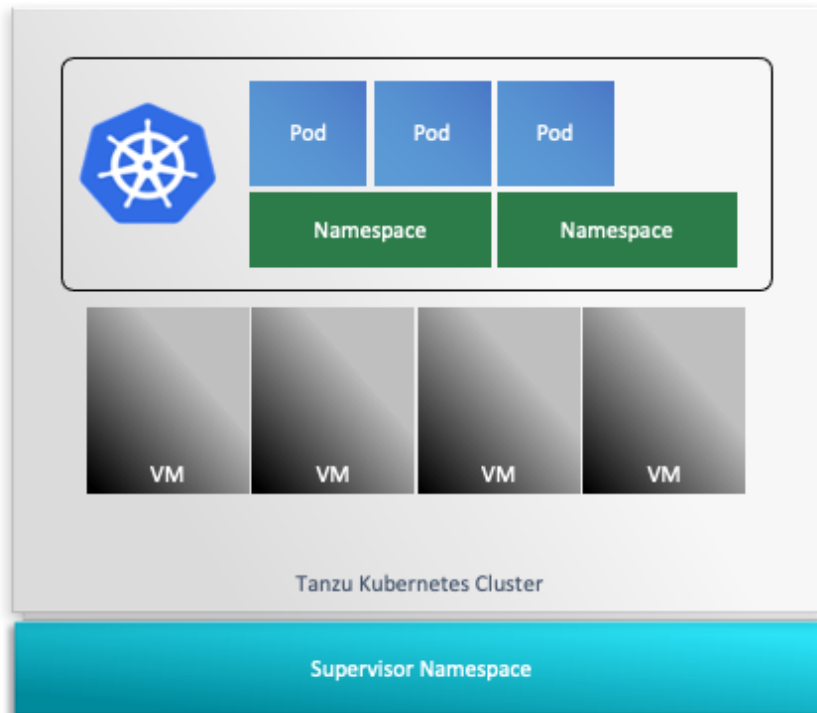 Pod Pod Pod
Namespace Namespace
VM VM VM VM
Tanzu Kubernetes Cluster
Supervisor Namespace